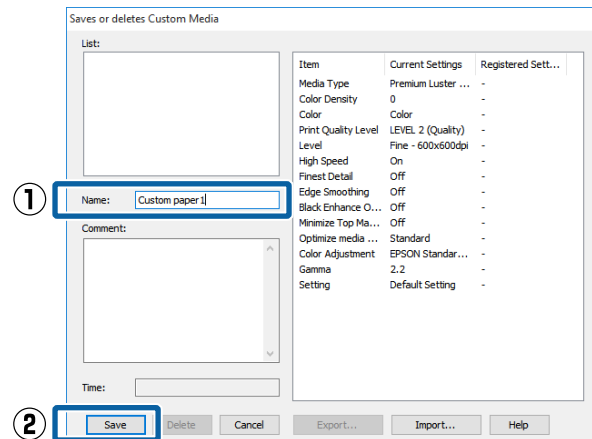 Saves or deletes Custom Media
List:
① Name: Custom paper1
Comment:
Time:
Item Current Settings Registered Sett...
Media Type Premium Luster ... -
Color Density 0 -
Color Color -
Print Quality Level LEVEL 2 (Quality) -
Level Fine - 600x600dpi -
High Speed On -
Finest Detail Off -
Edge Smoothing Off -
Black Enhance O... Off -
Minimize Top Ma... Off -
Optimize media ... Standard -
Color Adjustment EPSON Standar... -
Gamma 2.2 -
Setting Default Setting -
② Save Delete Cancel Export... Import... Help